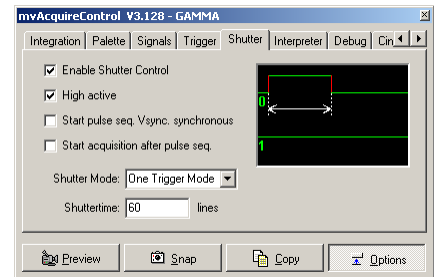 mvAcquireControl V3.128 - GAMMA
Integration Palette Signals Trigger Shutter Interpreter Debug Cin
Enable Shutter Control
High active
Start pulse seq. Vsync. synchronous
Start acquisition after pulse seq.
0
1
Shutter Mode: One Trigger Mode
Shuttertime: 60 lines
Preview Snap Copy Options